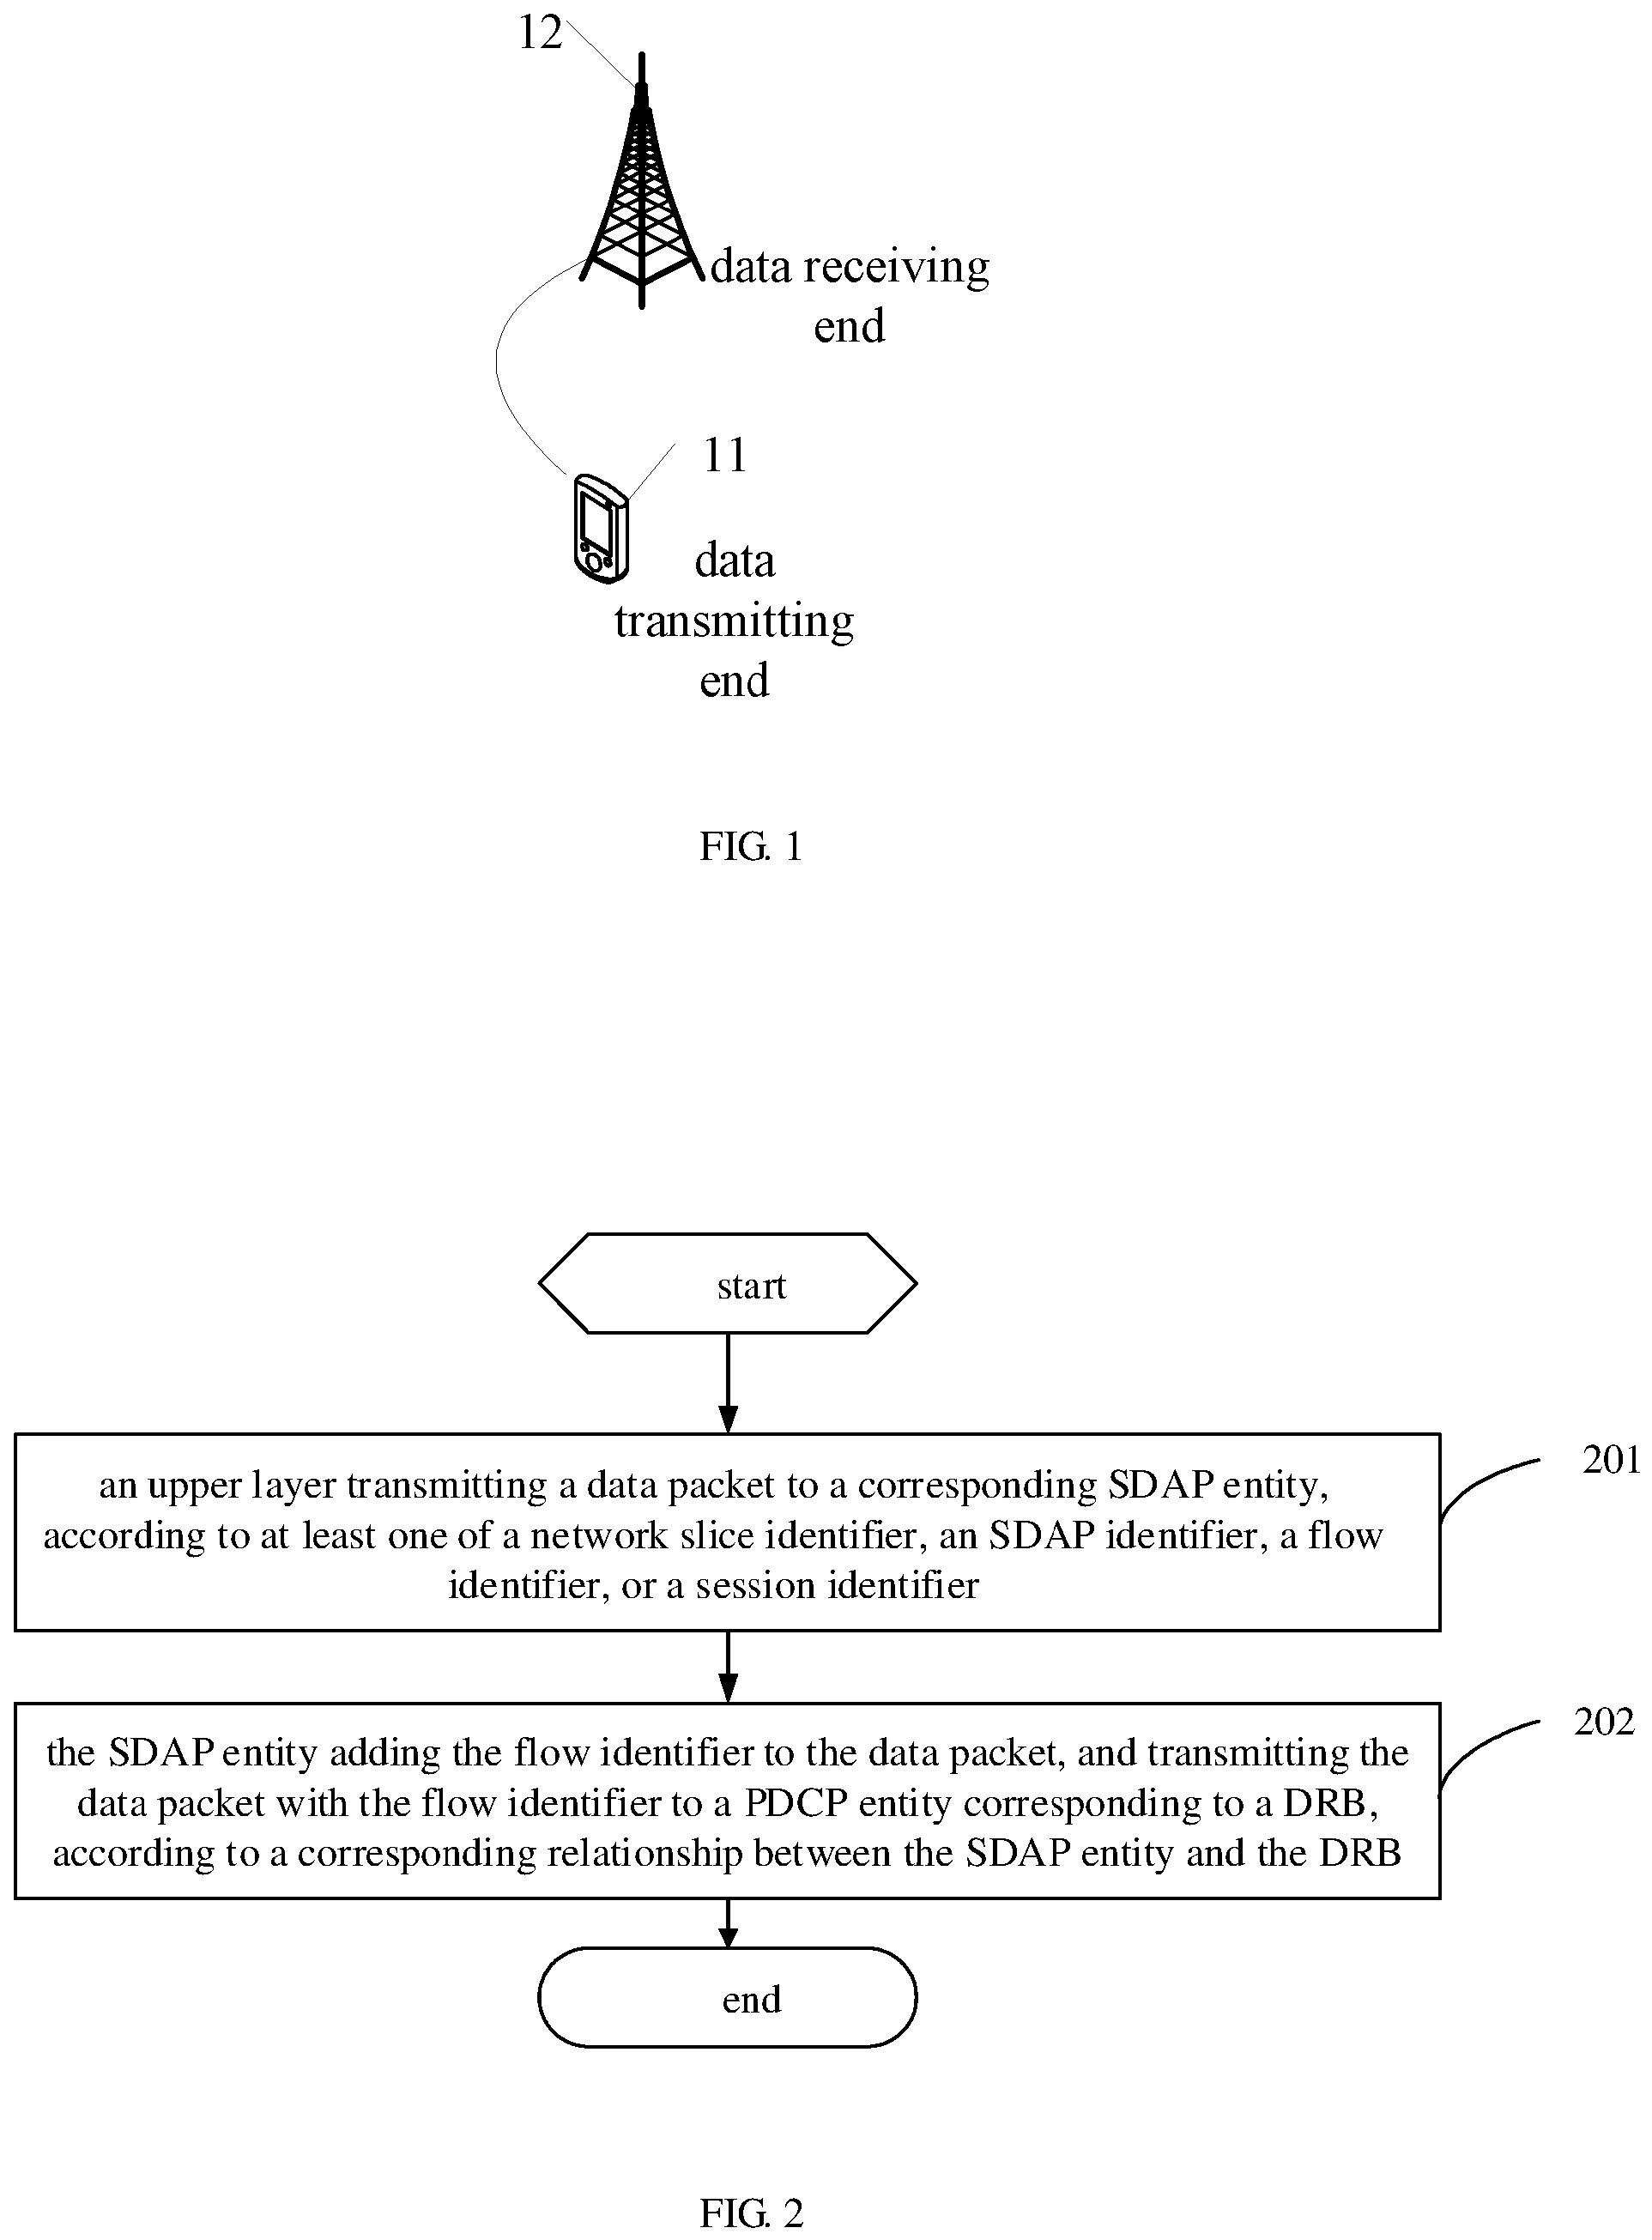 12
data receiving
end
11
data
transmitting
end
FIG. 1
start
201
an upper layer transmitting a data packet to a corresponding SDAP entity,
according to at least one of a network slice identifier, an SDAP identifier, a flow
identifier, or a session identifier
202
the SDAP entity adding the flow identifier to the data packet, and transmitting the
data packet with the flow identifier to a PDCP entity corresponding to a DRB,
according to a corresponding relationship between the SDAP entity and the DRB
end
FIG. 2